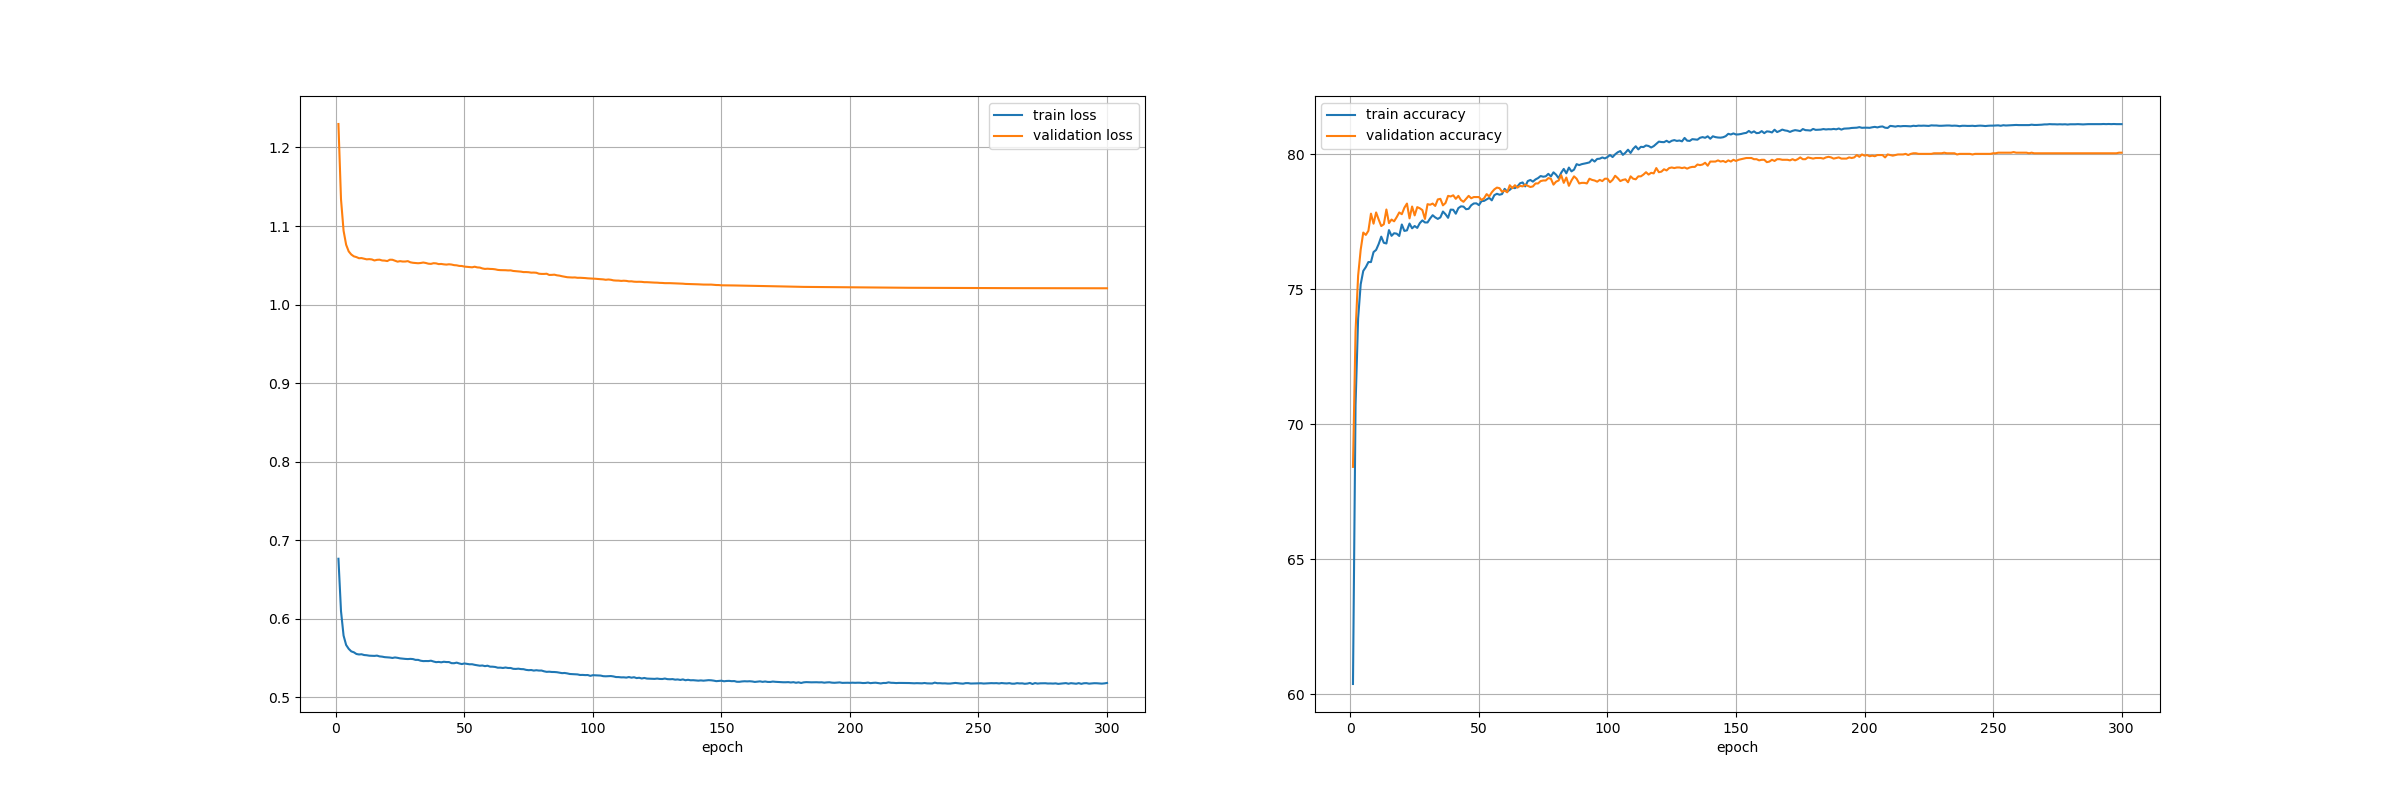 train loss
validation loss
1.2
1.1
1.0
0.9
0.8
0.7
0.6
0.5
0 50 100 150 200 250 300
epoch
train accuracy
validation accuracy
80
75
70
65
60
0 50 100 150 200 250 300
epoch